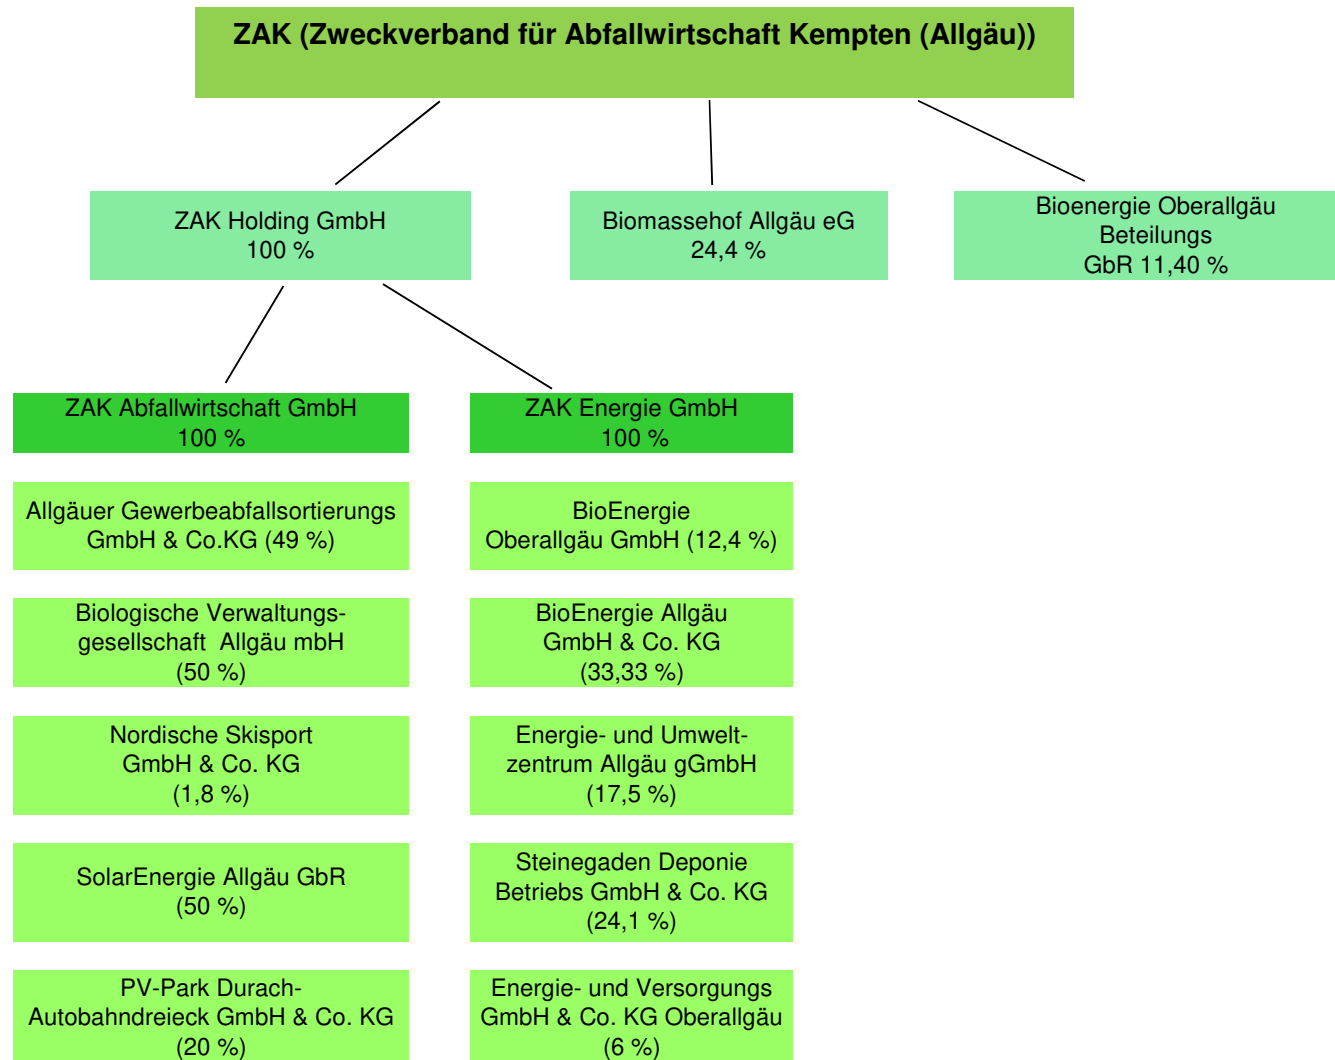 ZAK (Zweckverband für Abfallwirtschaft Kempten (Allgäu))
ZAK Holding GmbH
100 %
Biomassehof Allgäu eG
24,4 %
Bioenergie Oberallgäu
Beteilungs
GbR 11,40 %
ZAK Abfallwirtschaft GmbH
100 %
ZAK Energie GmbH
100 %
Allgäuer Gewerbeabfallsortierungs
GmbH & Co.KG (49 %)
BioEnergie
Oberallgäu GmbH (12,4 %)
Biologische Verwaltungs-
gesellschaft  Allgäu mbH
(50 %)
BioEnergie Allgäu
GmbH & Co. KG
(33,33 %)
Nordische Skisport
GmbH & Co. KG
(1,8 %)
Energie- und Umwelt-
zentrum Allgäu gGmbH
(17,5 %)
SolarEnergie Allgäu GbR
(50 %)
Steinegaden Deponie
Betriebs GmbH & Co. KG
(24,1 %)
PV-Park Durach-
Autobahndreieck GmbH & Co. KG
(20 %)
Energie- und Versorgungs
GmbH & Co. KG Oberallgäu
(6 %)